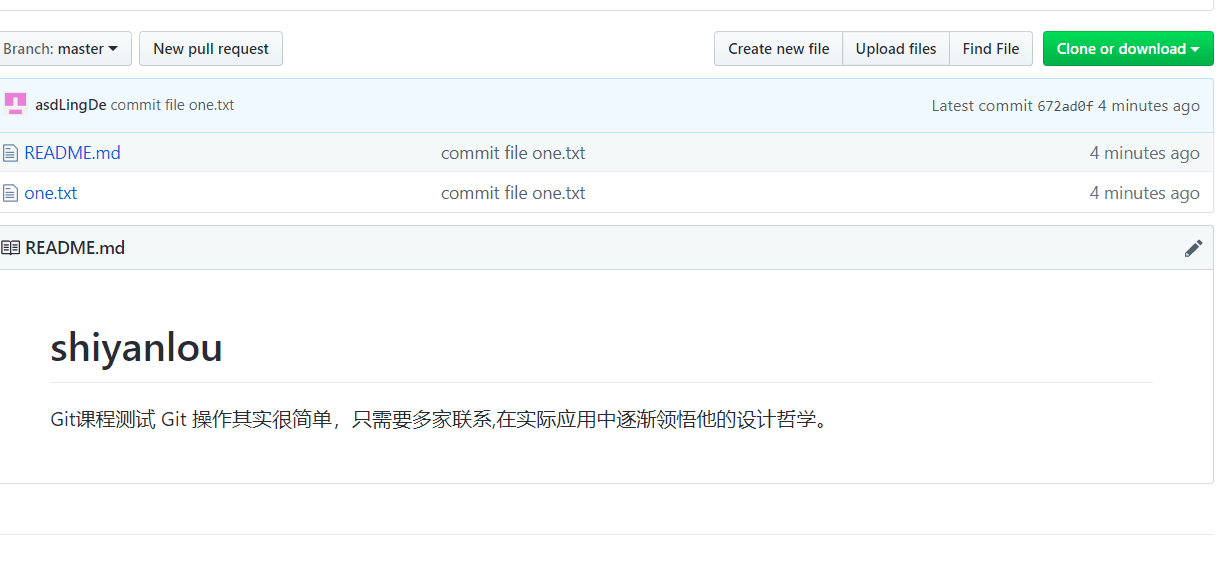 Branch: master New pull request Create new file Upload files Find File Clone or download
asdLingDe commit file one.txt Latest commit 672ad0f 4 minutes ago
README.md commit file one.txt 4 minutes ago
one.txt commit file one.txt 4 minutes ago
README.md
shiyanlou
Git课程测试 Git 操作其实很简单，只需要多家联系,在实际应用中逐渐领悟他的设计哲学。